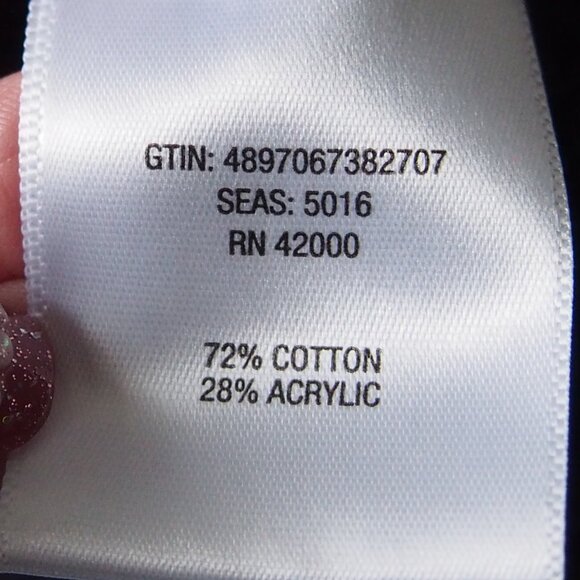 GTIN: 4897067382707
SEAS: 5016
RN 42000
72% COTTON
28% ACRYLIC